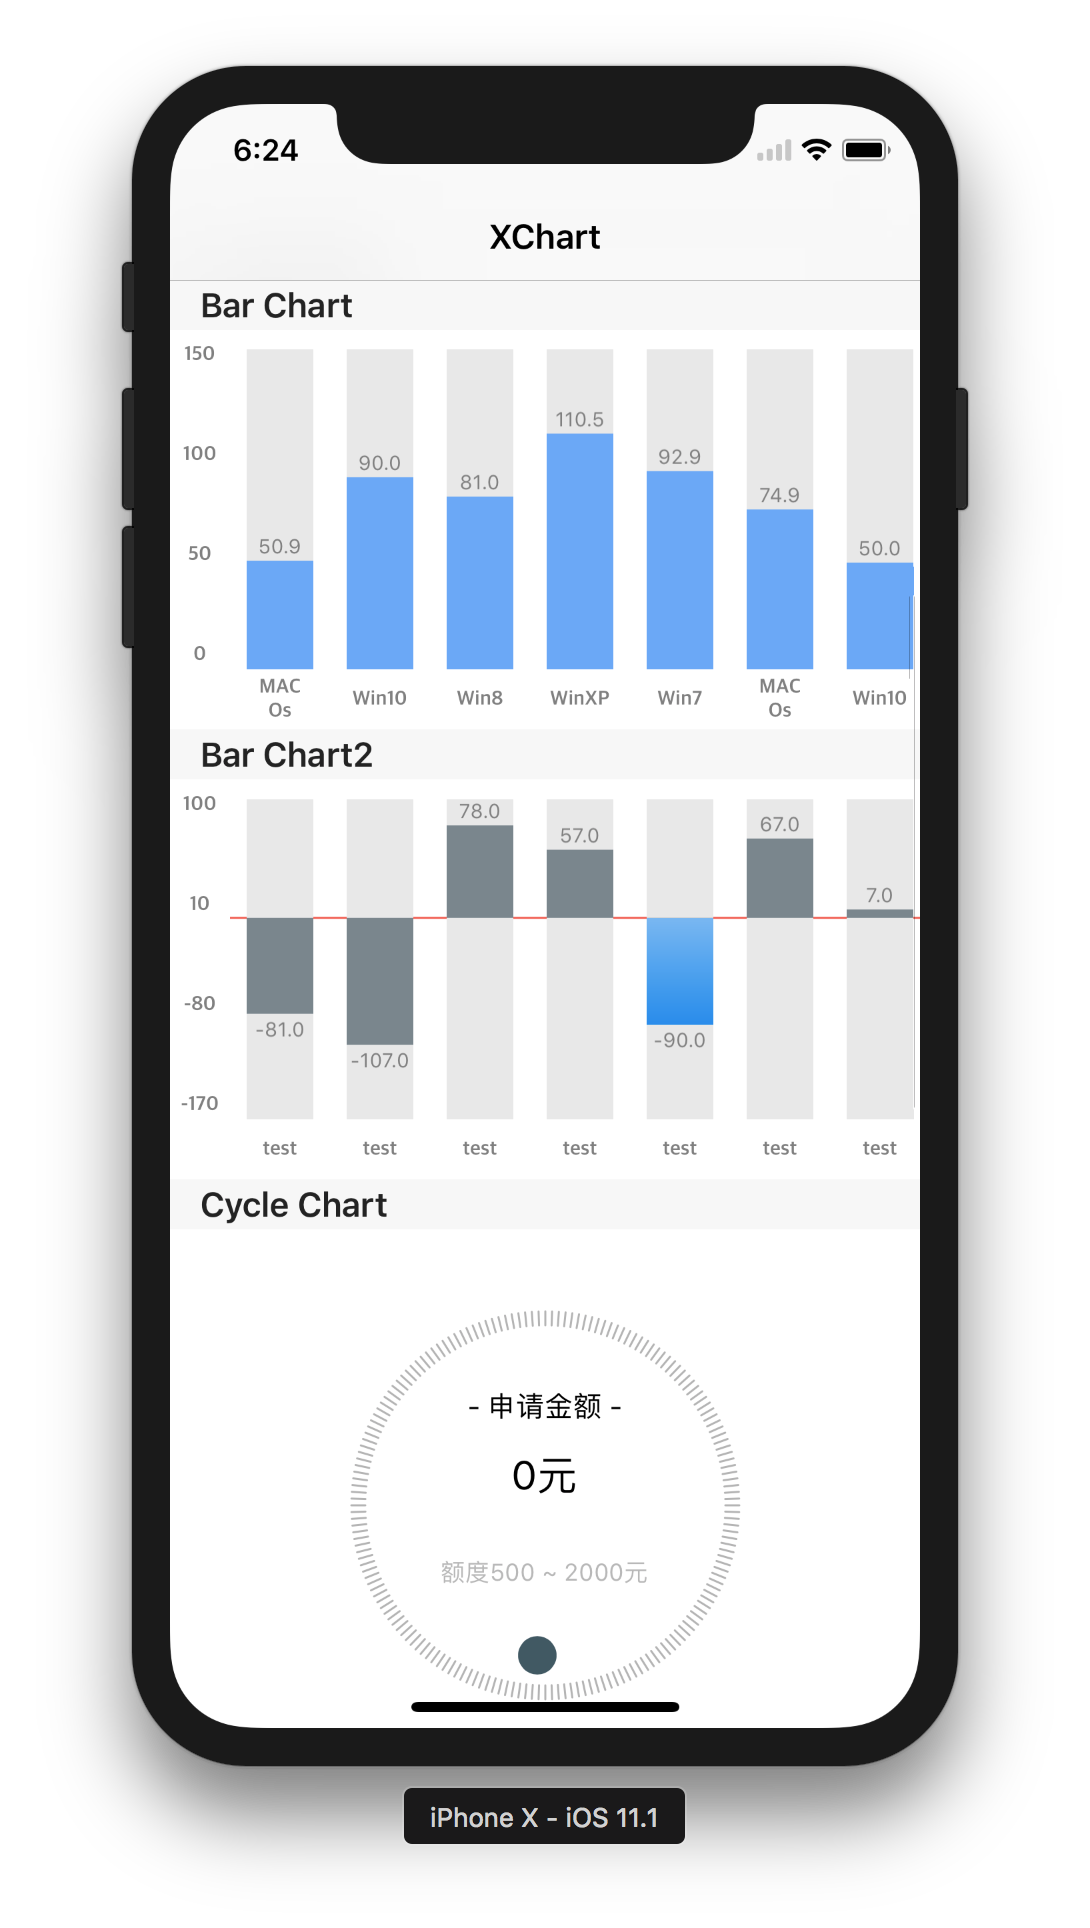 6:24
XChart
Bar Chart
150
100
50
0
50.9
90.0
81.0
110.5
92.9
74.9
50.0
MAC
Os
Win10
Win8
WinXP
Win7
MAC
Os
Win10
Bar Chart2
100
10
-80
-170
-81.0
-107.0
78.0
57.0
-90.0
67.0
7.0
test
test
test
test
test
test
test
Cycle Chart
- 申请金额 -
0元
额度500 ~ 2000元
iPhone X - iOS 11.1